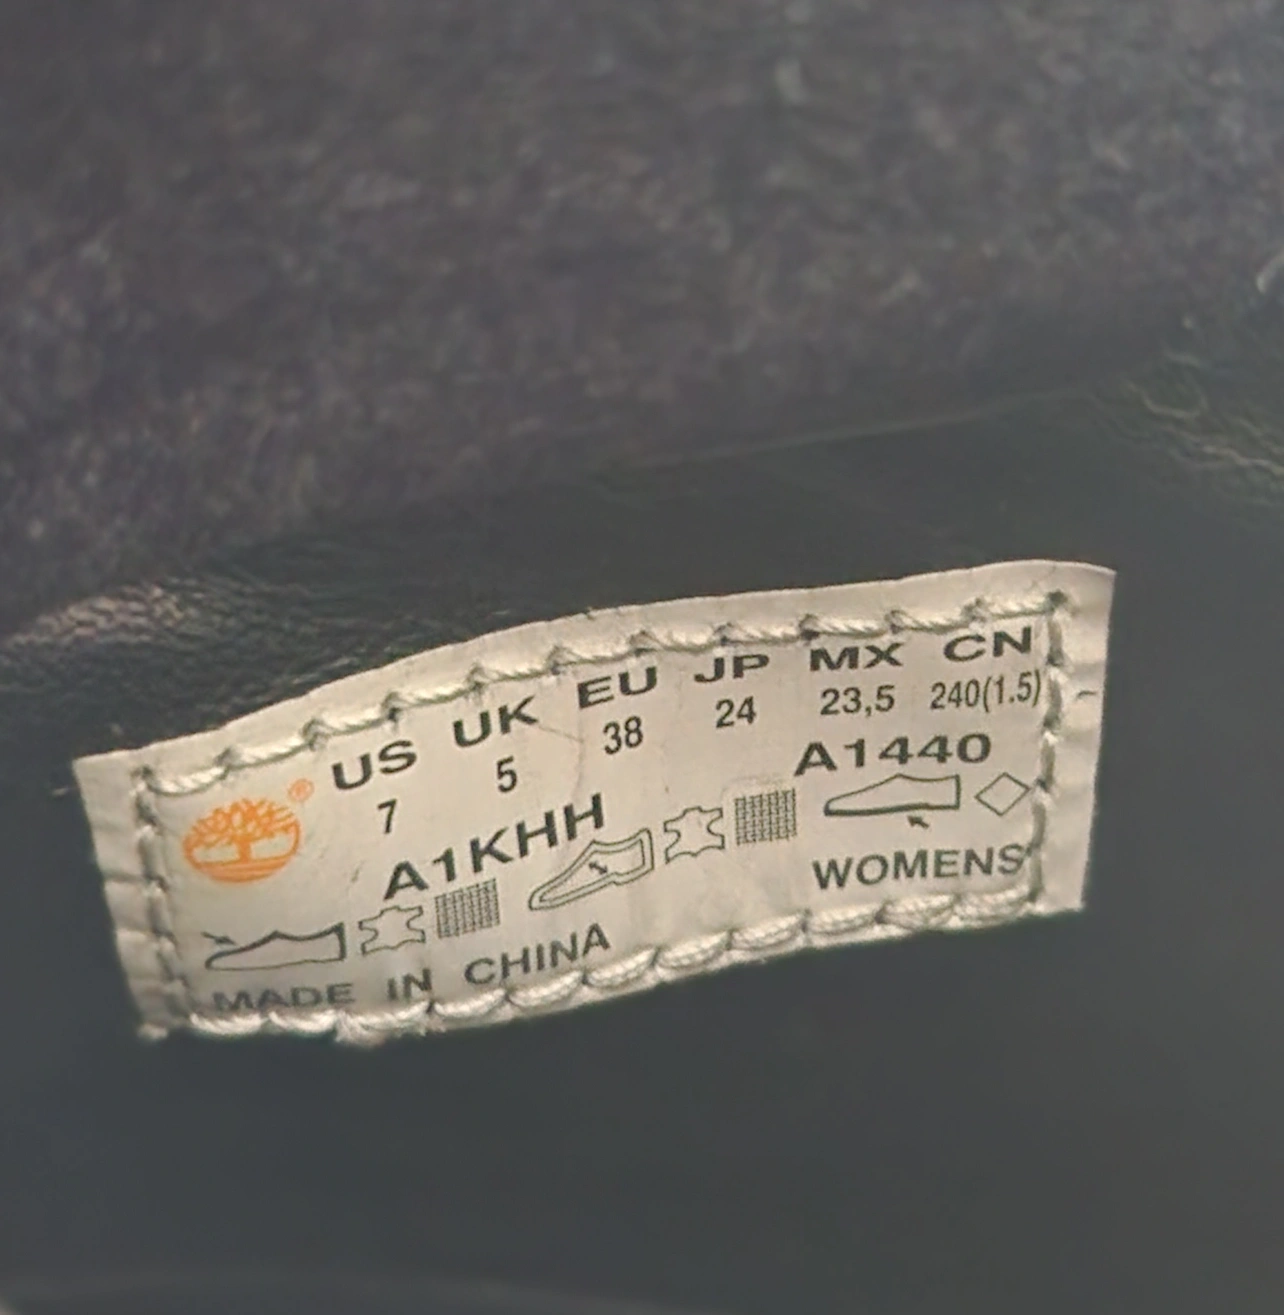 US UK EU JP MX CN
7 5 38 24 23,5 240(1.5)
®
A1KHH A1440
WOMENS
MADE IN CHINA